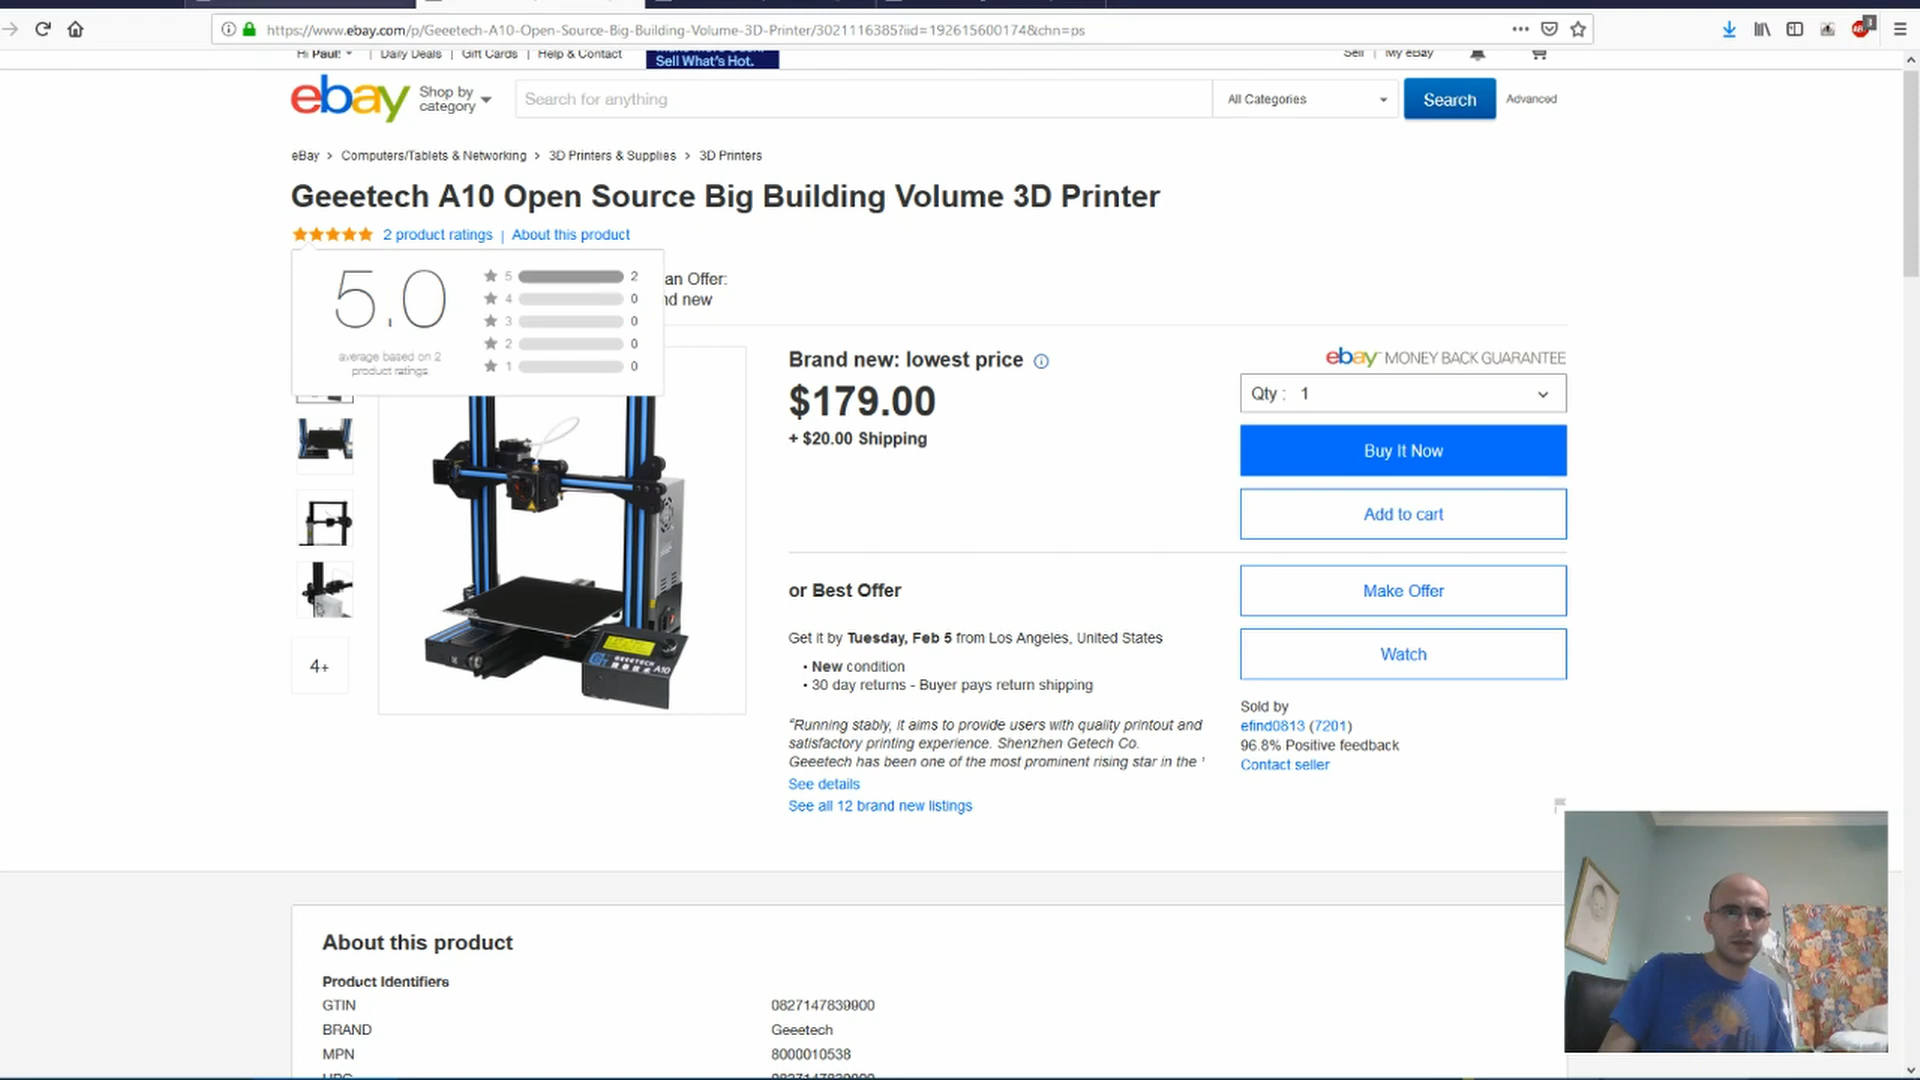 https://www.ebay.com/p/Geeetech-A10-Open-Source-Big-Building-Volume-3D-Printer/3021116385?iid=192615600174&chn=ps
Hi Paul!
Daily Deals
Gift Cards
Help & Contact
Sell What's Hot.
Sell
My eBay
ebay
Shop by
category
Search for anything
All Categories
Search
Advanced
eBay > Computers/Tablets & Networking > 3D Printers & Supplies > 3D Printers
Geeetech A10 Open Source Big Building Volume 3D Printer
2 product ratings | About this product
5.0
average based on 2
product ratings
5 2
4 0
3 0
2 0
1 0
an Offer:
nd new
Brand new: lowest price
$179.00
+ $20.00 Shipping
ebay MONEY BACK GUARANTEE
Qty : 1
Buy It Now
Add to cart
or Best Offer
Make Offer
Get it by Tuesday, Feb 5 from Los Angeles, United States
Watch
• New condition
• 30 day returns - Buyer pays return shipping
"Running stably, it aims to provide users with quality printout and
satisfactory printing experience. Shenzhen Getech Co.
Geeetech has been one of the most prominent rising star in the
See details
See all 12 brand new listings
Sold by
efind0813 (7201)
96.8% Positive feedback
Contact seller
4+
GEEETECH
A10
About this product
Product Identifiers
GTIN 0827147839900
BRAND Geeetech
MPN 8000010538